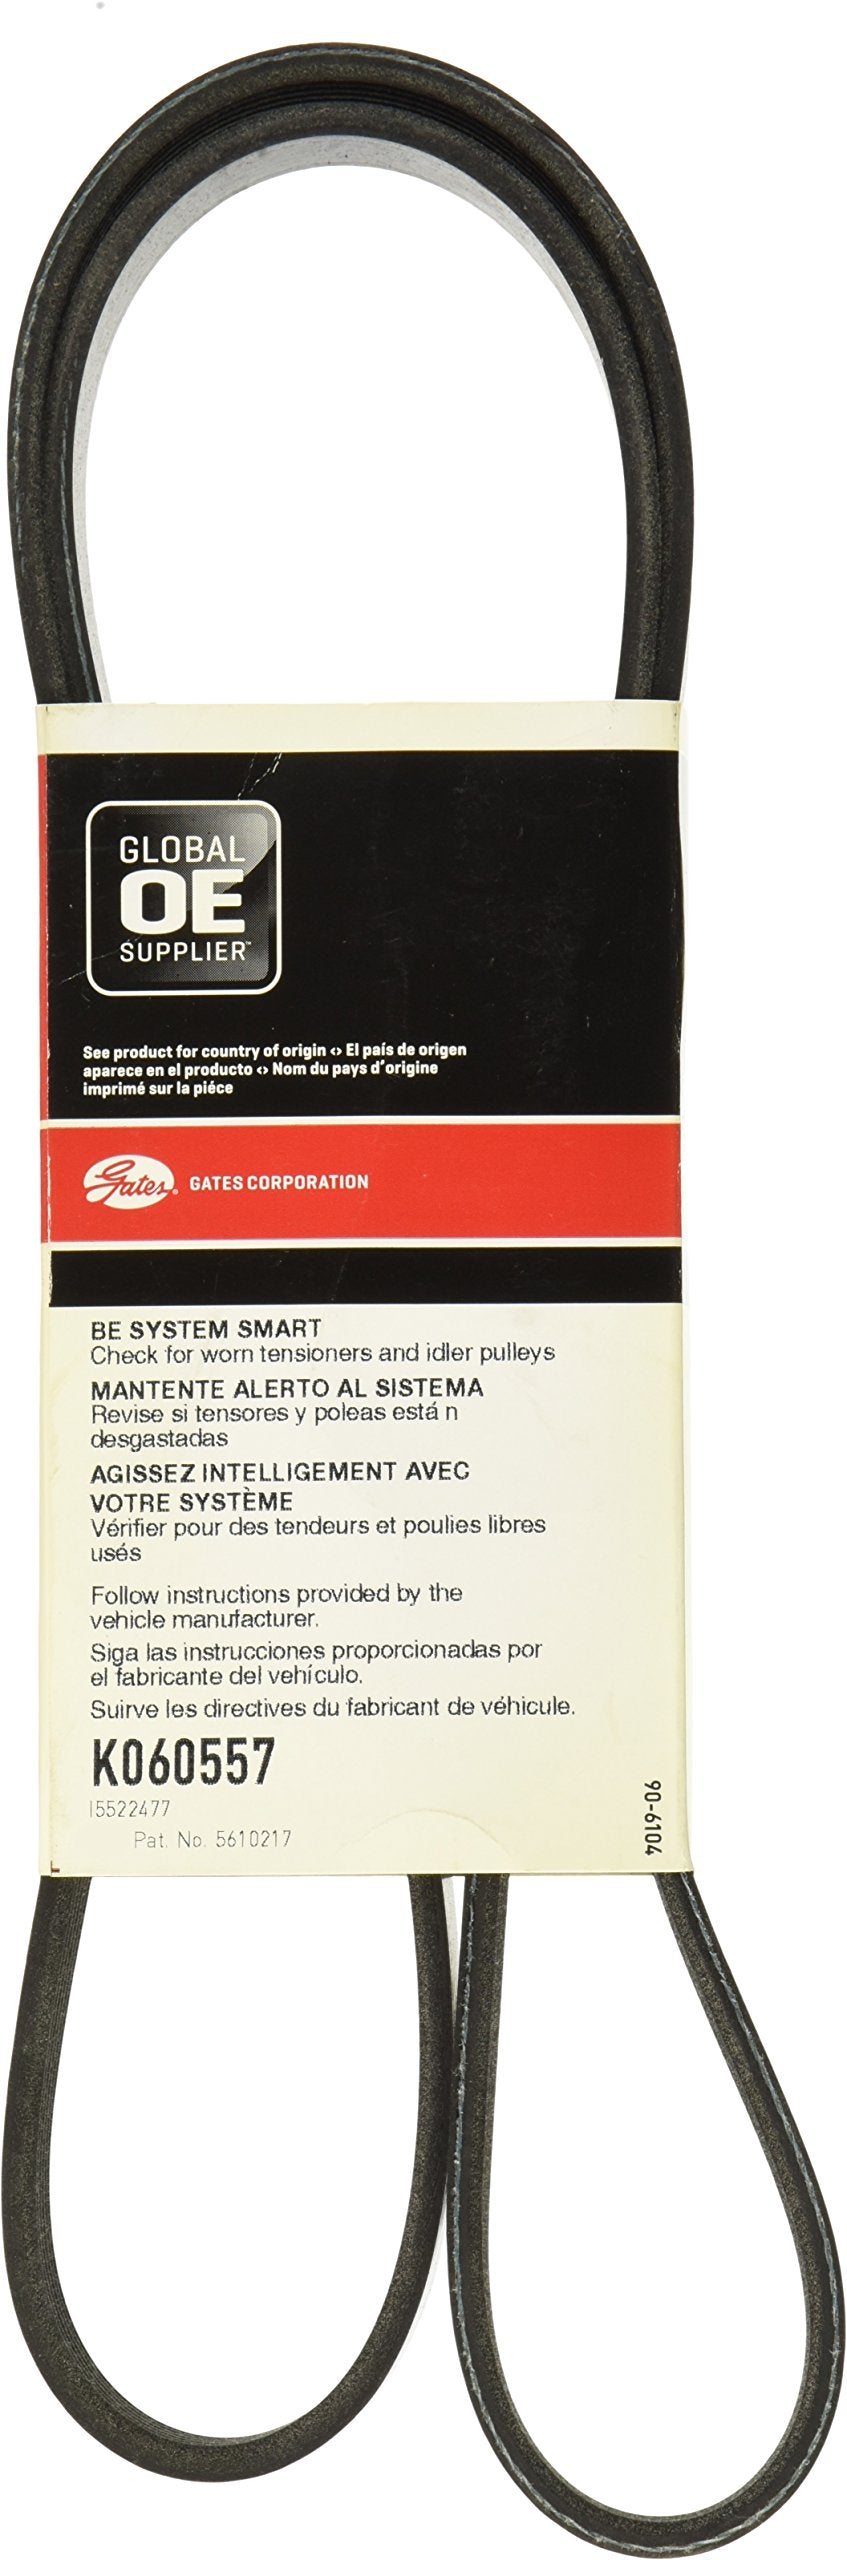 GLOBAL
OE
SUPPLIER™
See product for country of origin <> El país de origen
aparece en el producto <> Nom du pays d'origine
imprimé sur la piéce
Gates® GATES CORPORATION
BE SYSTEM SMART
Check for worn tensioners and idler pulleys
MANTENTE ALERTO AL SISTEMA
Revise si tensores y poleas está n
desgastadas
AGISSEZ INTELLIGEMENT AVEC
VOTRE SYSTÈME
Vérifier pour des tendeurs et poulies libres
usés
Follow instructions provided by the
vehicle manufacturer.
Siga las instrucciones proporcionadas por
el fabricante del vehículo.
Suirve les directives du fabricant de véhicule.
K060557
15522477
Pat. No. 5610217
90-6104